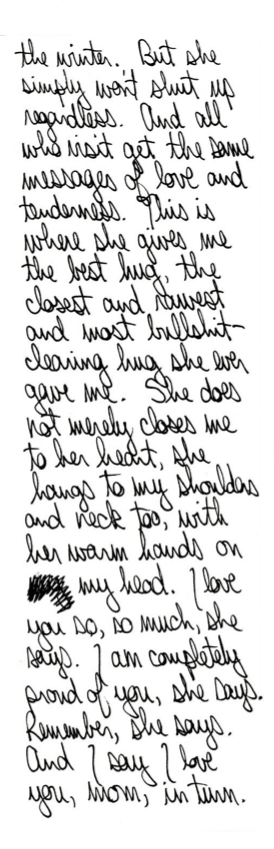 the winter. But she
simply won't shut up
regardless. And all
who visit get the same
messages of love and
tenderness. This is
where she gives me
the best hug, the
closest and rawest
and most bullshit-
clearing hug she ever
gave me. She does
not merely closes me
to her heart, she
hangs to my shoulders
and neck too, with
her warm hands on
my head. I love
you so, so much, she
says. I am completely
proud of you, she says.
Remember, she says.
And I say I love
you, mom, in turn.